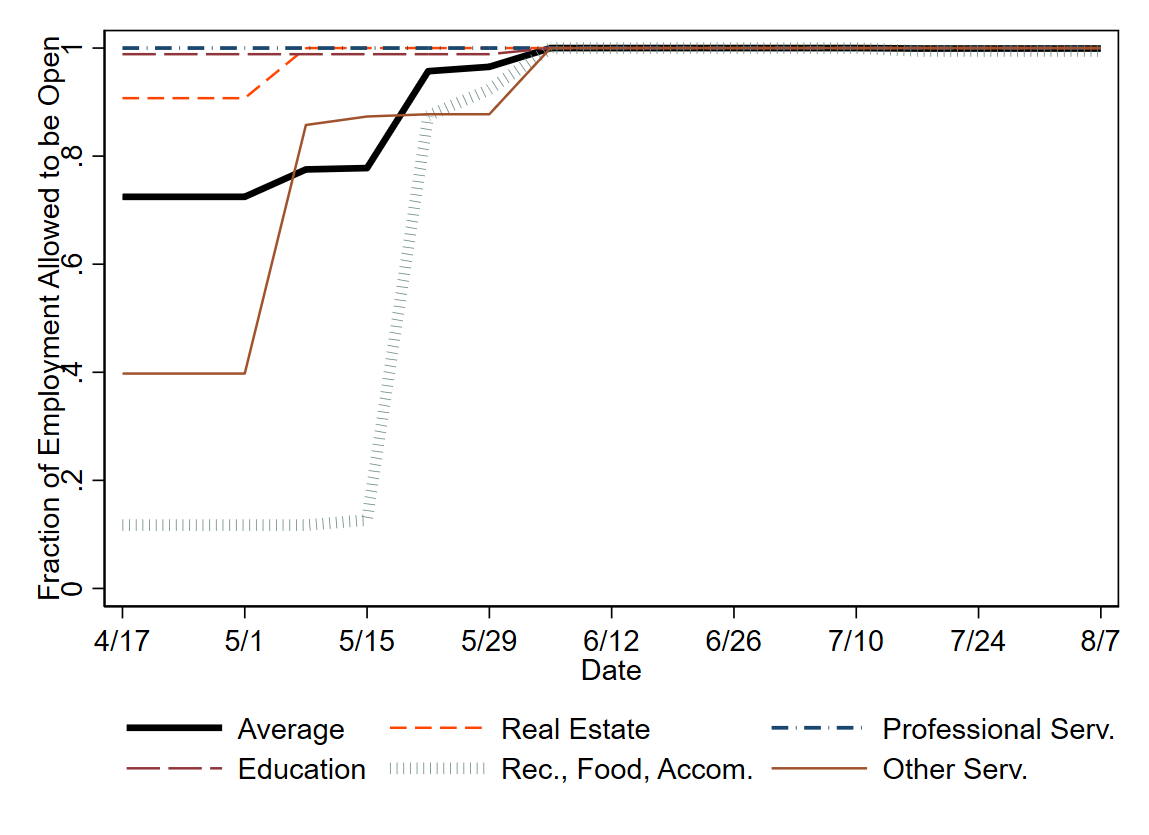 Fraction of Employment Allowed to be Open
1
.8
.6
.4
.2
0
4/17 5/1 5/15 5/29 6/12 6/26 7/10 7/24 8/7
Date
Average Real Estate Professional Serv.
Education Rec., Food, Accom. Other Serv.